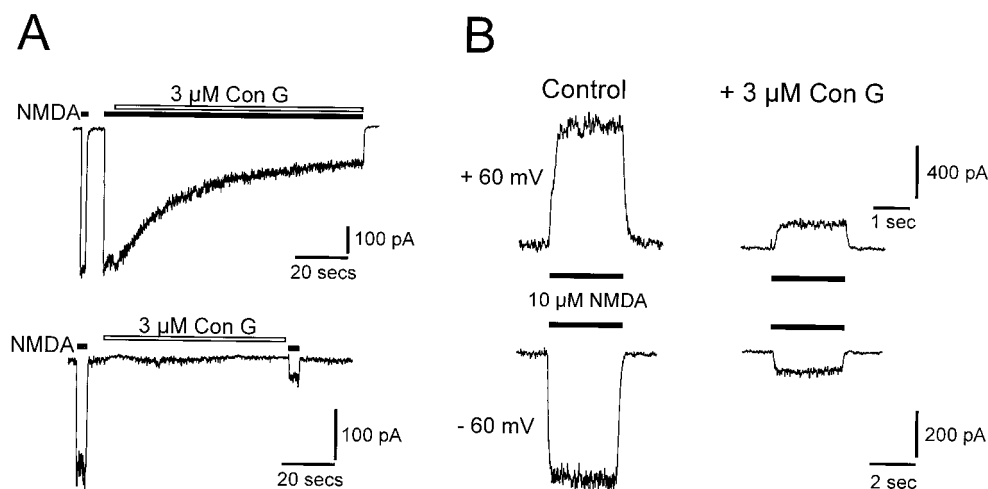 A
3 µM Con G
NMDA
100 pA
20 secs
3 µM Con G
NMDA
100 pA
20 secs
B
Control
+ 3 µM Con G
+ 60 mV
400 pA
1 sec
10 µM NMDA
- 60 mV
200 pA
2 sec